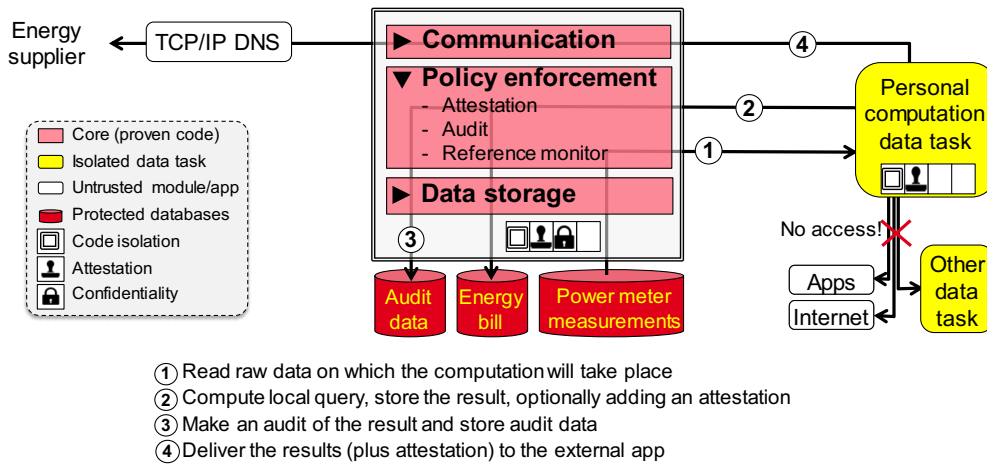 Energy
supplier
TCP/IP DNS
▶ Communication
▼ Policy enforcement
- Attestation
- Audit
- Reference monitor
▶ Data storage
4
2
1
3
Personal
computation
data task
No access!
Apps
Internet
Other
data
task
Core (proven code)
Isolated data task
Untrusted module/app
Protected databases
Code isolation
Attestation
Confidentiality
Audit
data
Energy
bill
Power meter
measurements
1 Read raw data on which the computation will take place
2 Compute local query, store the result, optionally adding an attestation
3 Make an audit of the result and store audit data
4 Deliver the results (plus attestation) to the external app